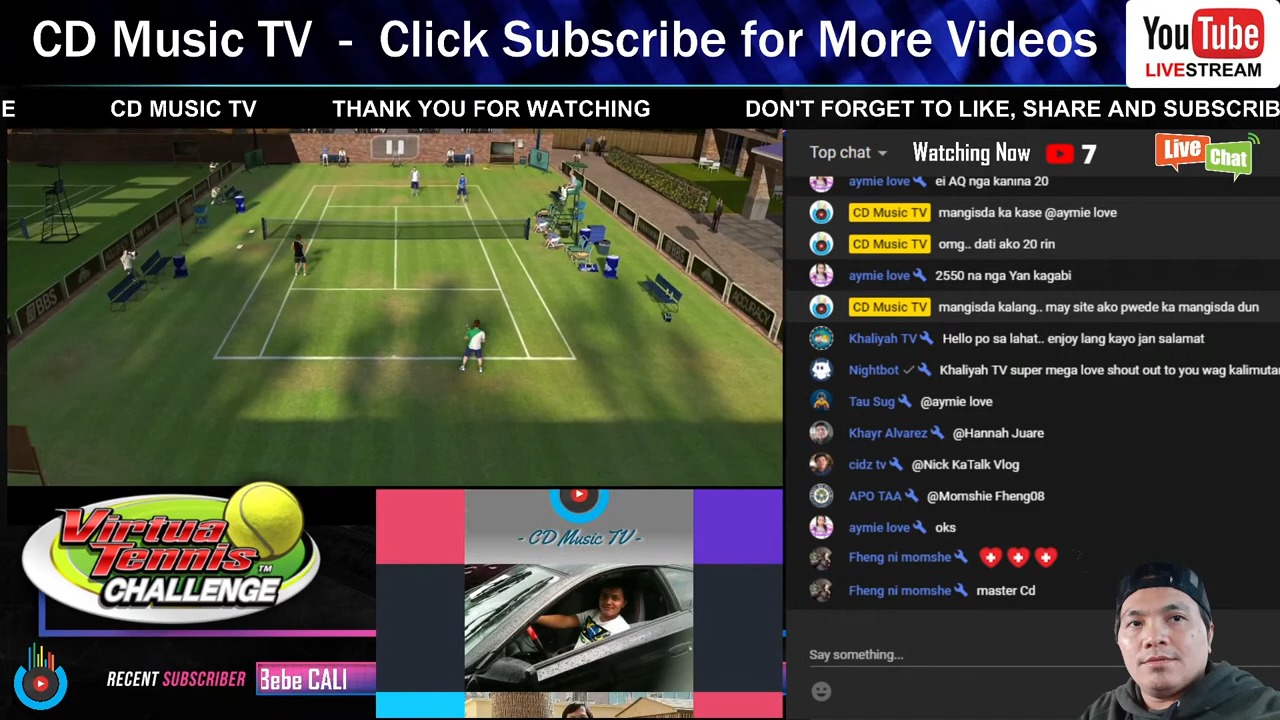 CD Music TV - Click Subscribe for More Videos
YouTube
LIVESTREAM
E CD MUSIC TV THANK YOU FOR WATCHING DON'T FORGET TO LIKE, SHARE AND SUBSCRIB
Top chat
Watching Now
7
Live Chat
aymie love ei AQ nga kanina 20
CD Music TV mangisda ka kase @aymie love
CD Music TV omg.. dati ako 20 rin
aymie love 2550 na nga Yan kagabi
CD Music TV mangisda kalang.. may site ako pwede ka mangisda dun
Khaliyah TV Hello po sa lahat.. enjoy lang kayo jan salamat
Nightbot Khaliyah TV super mega love shout out to you wag kalimutan
Tau Sug @aymie love
Khayr Alvarez @Hannah Juare
cidz tv @Nick KaTalk Vlog
APO TAA @Momshie Fheng08
aymie love oks
Fheng ni momshe
Fheng ni momshe master Cd
Say something...
BBS
ACCURACY
Virtua Tennis™
CHALLENGE
- CD Music TV -
RECENT SUBSCRIBER Bebe CALI